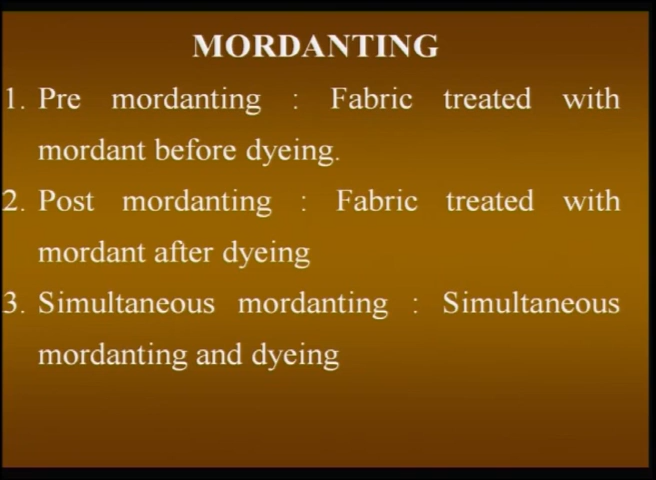 MORDANTING
1. Pre mordanting : Fabric treated with
mordant before dyeing.
2. Post mordanting : Fabric treated with
mordant after dyeing
3. Simultaneous mordanting : Simultaneous
mordanting and dyeing